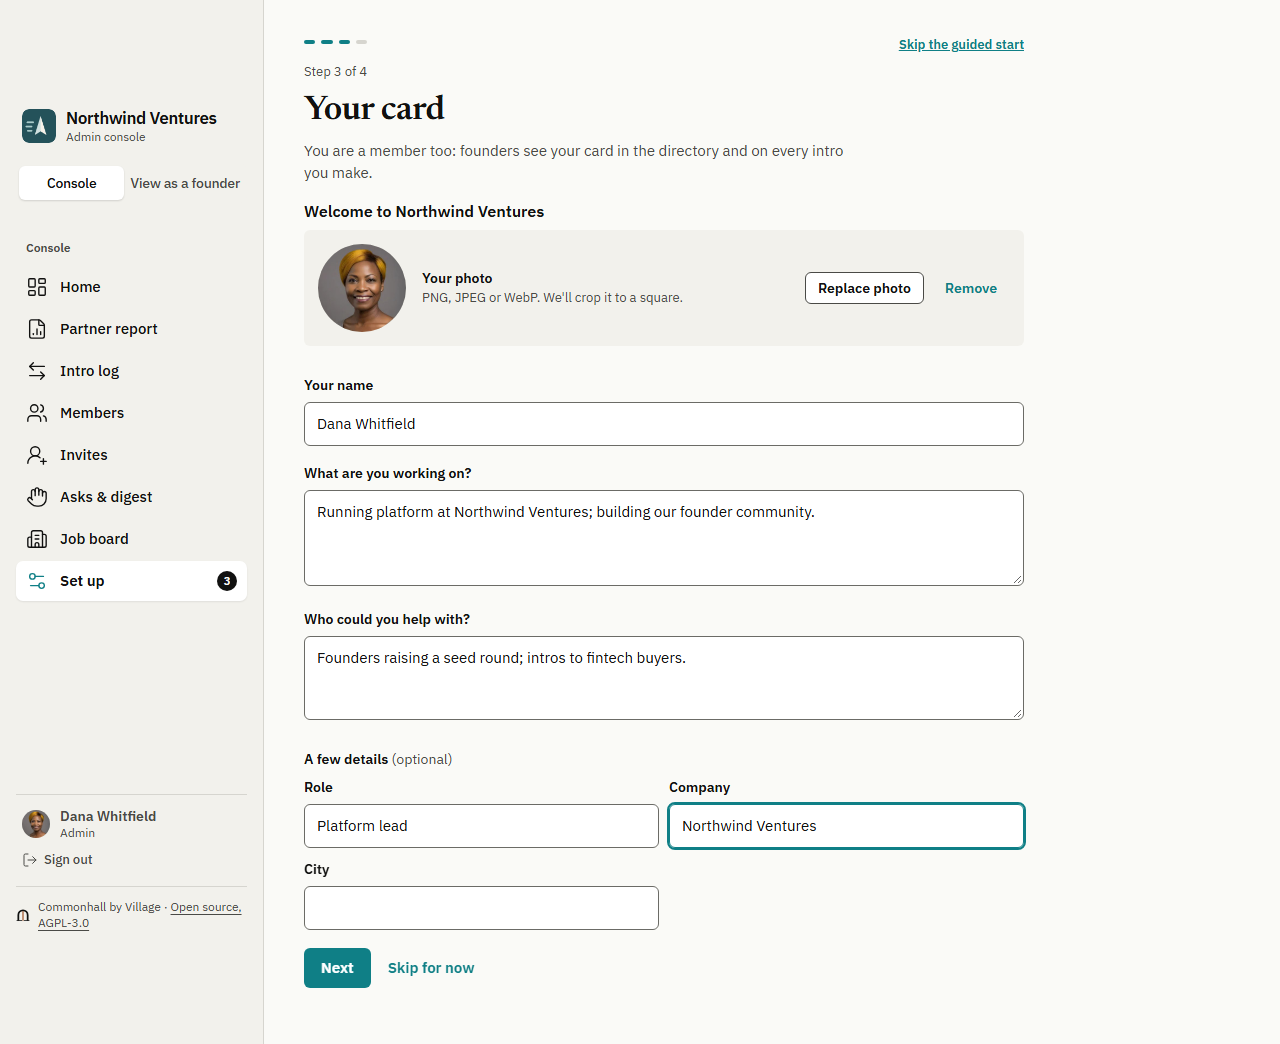 Northwind Ventures
Admin console
Console
View as a founder
Console
Home
Partner report
Intro log
Members
Invites
Asks & digest
Job board
Set up
3
Dana Whitfield
Admin
Sign out
Commonhall by Village · Open source,
AGPL-3.0
Skip the guided start
Step 3 of 4
Your card
You are a member too: founders see your card in the directory and on every intro
you make.
Welcome to Northwind Ventures
Your photo
PNG, JPEG or WebP. We'll crop it to a square.
Replace photo
Remove
Your name
Dana Whitfield
What are you working on?
Running platform at Northwind Ventures; building our founder community.
Who could you help with?
Founders raising a seed round; intros to fintech buyers.
A few details (optional)
Role
Company
Platform lead
Northwind Ventures
City
Next
Skip for now